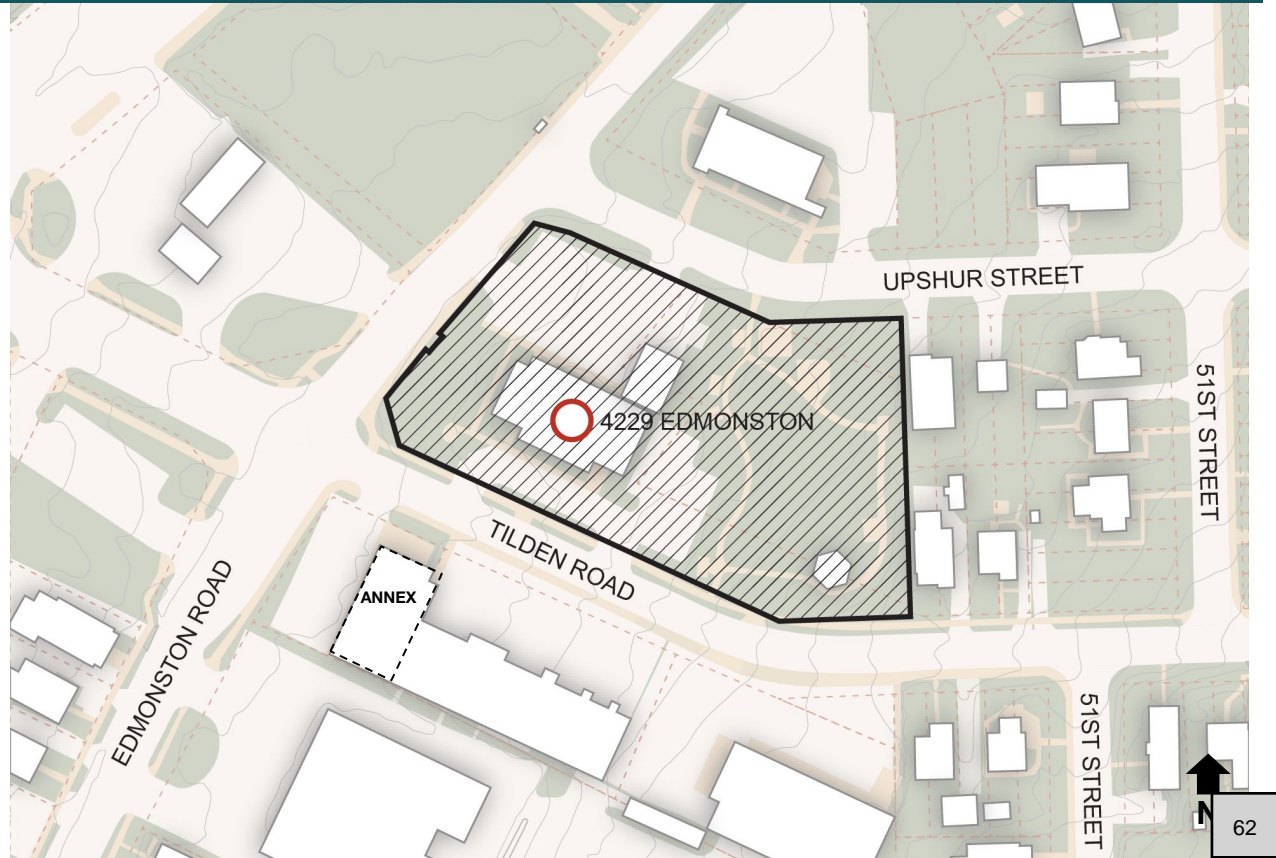 UPSHUR STREET
51ST STREET
4229 EDMONSTON
TILDEN ROAD
ANNEX
EDMONSTON ROAD
51ST STREET
N
62